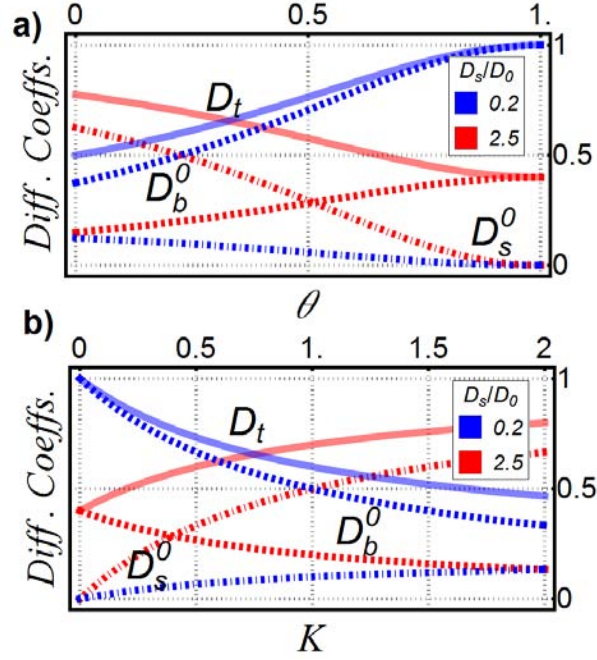 a)
0 0.5 1.
Diff. Coeffs.
1
0.5
0
D_s/D_0
0.2
2.5
D_t
D_b^0
D_s^0
θ
b)
0 0.5 1. 1.5 2
Diff. Coeffs.
1
0.5
0
D_s/D_0
0.2
2.5
D_t
D_b^0
D_s^0
K